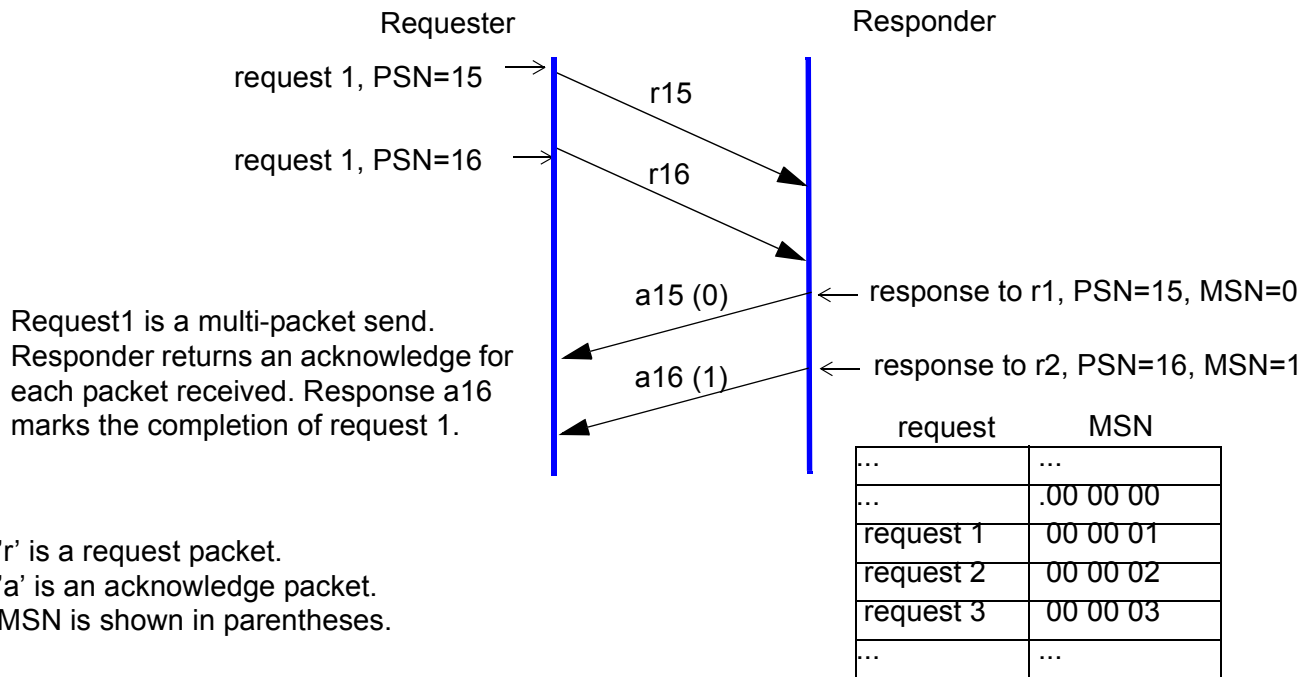 Requester
Responder
request 1, PSN=15
r15
request 1, PSN=16
r16
a15 (0)
response to r1, PSN=15, MSN=0
Request1 is a multi-packet send.
Responder returns an acknowledge for
each packet received. Response a16
marks the completion of request 1.
a16 (1)
response to r2, PSN=16, MSN=1
request MSN
... ...
... .00 00 00
request 1 00 00 01
request 2 00 00 02
request 3 00 00 03
... ...
'r' is a request packet.
'a' is an acknowledge packet.
MSN is shown in parentheses.